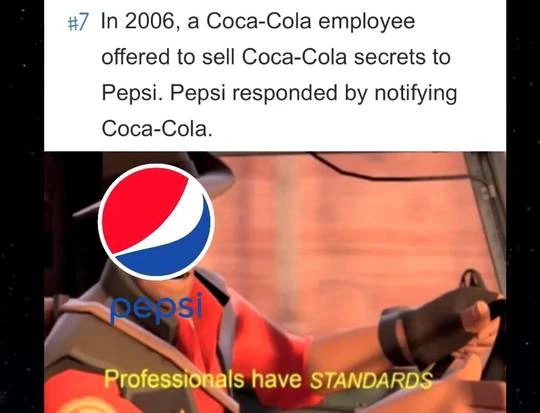 #7 In 2006, a Coca-Cola employee
offered to sell Coca-Cola secrets to
Pepsi. Pepsi responded by notifying
Coca-Cola.
pepsi
Professionals have STANDARDS